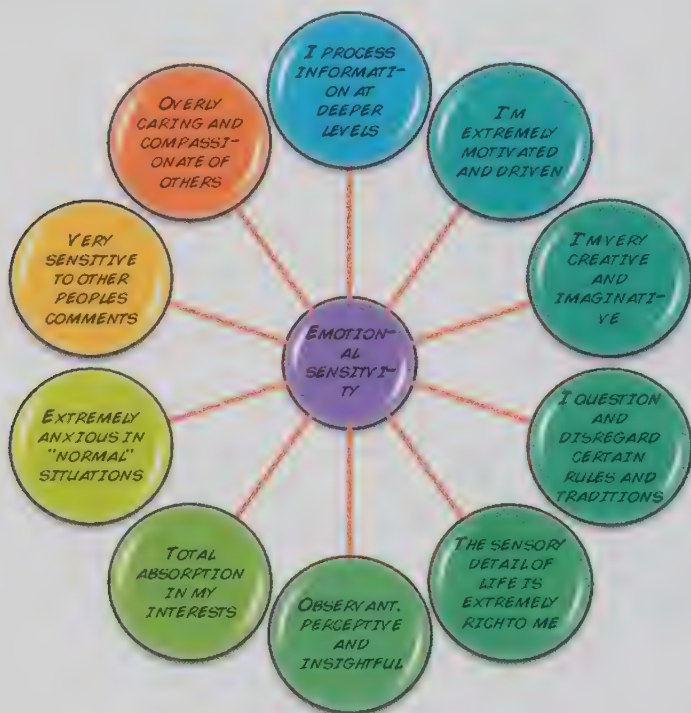 I PROCESS
INFORMATI-
ON AT
DEEPER
LEVELS
I'M
EXTREMELY
MOTIVATED
AND DRIVEN
I'M VERY
CREATIVE
AND
IMAGINATI-
VE
I QUESTION
AND
DISREGARD
CERTAIN
RULES AND
TRADITIONS
THE SENSORY
DETAIL OF
LIFE IS
EXTREMELY
RICH TO ME
OBSERVANT,
PERCEPTIVE
AND
INSIGHTFUL
TOTAL
ABSORPTION
IN MY
INTERESTS
EXTREMELY
ANXIOUS IN
"NORMAL"
SITUATIONS
VERY
SENSITIVE
TO OTHER
PEOPLES
COMMENTS
OVERLY
CARING AND
COMPASSI-
ONATE OF
OTHERS
EMOTION-
AL
SENSITVI-
TY